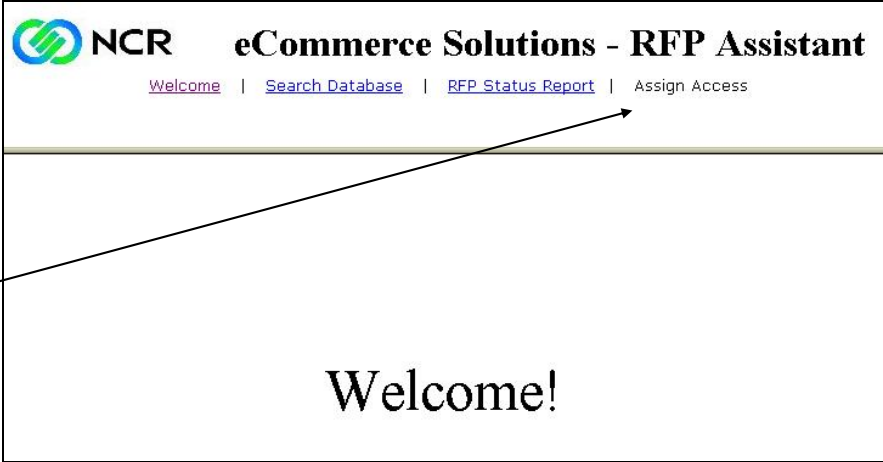 NCR eCommerce Solutions - RFP Assistant
Welcome | Search Database | RFP Status Report | Assign Access
Welcome!